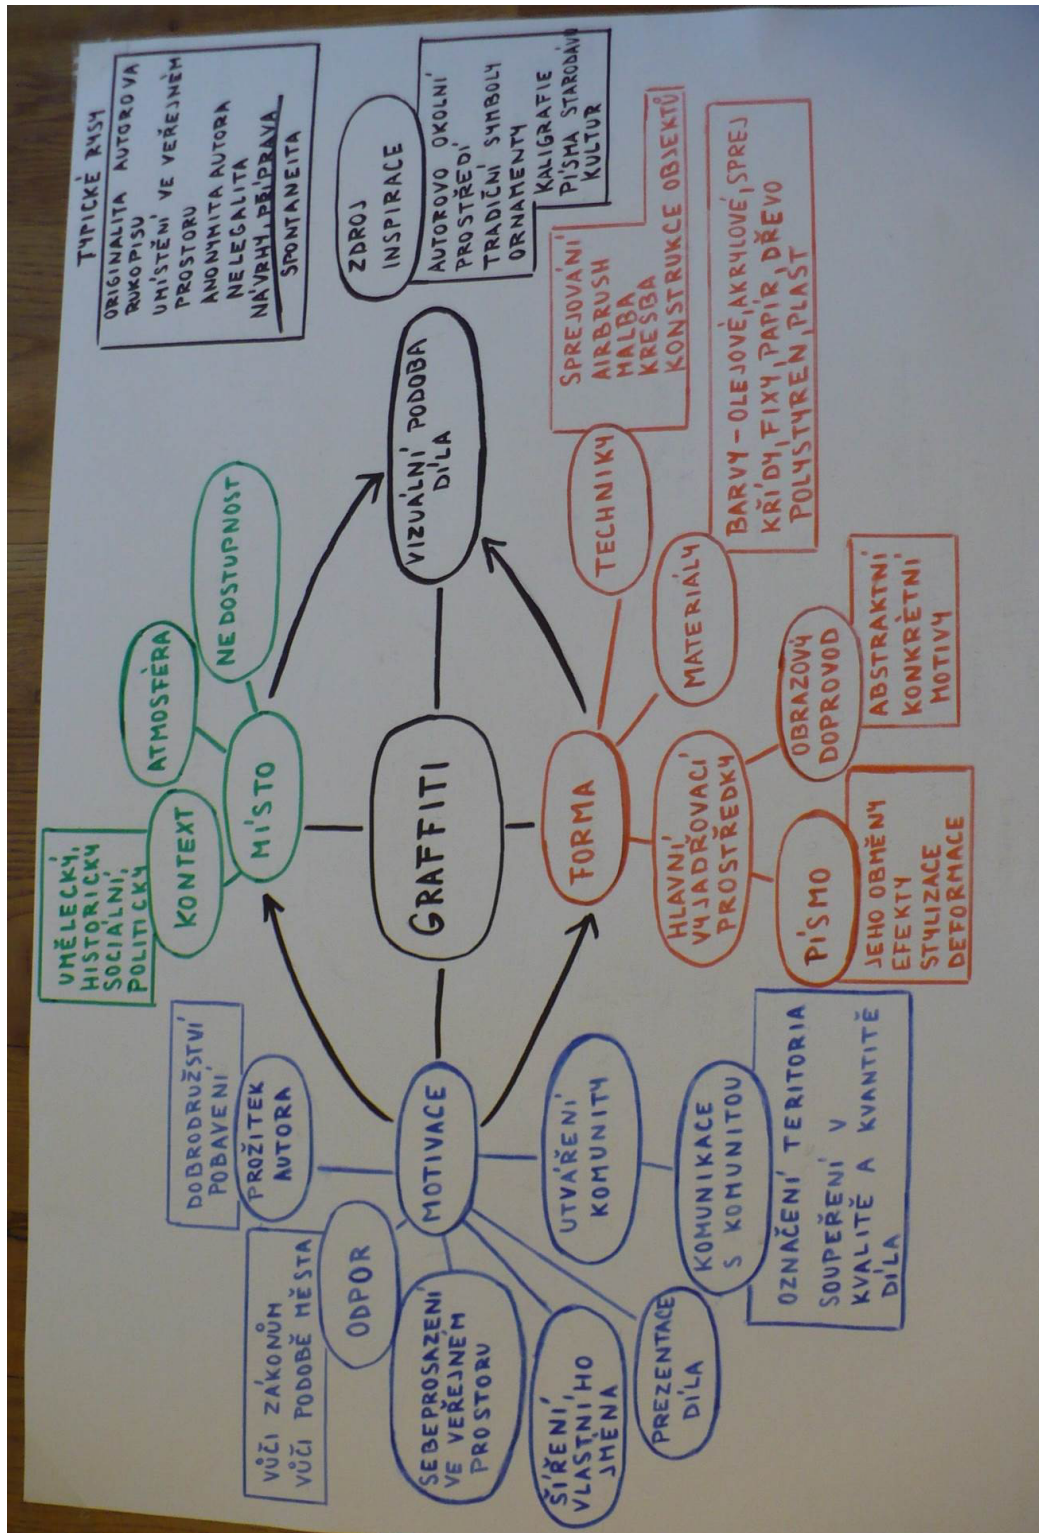 UMĚLECKÝ,
HISTORICKÝ
SOCIÁLNÍ,
POLITICKÝ
KONTEXT
ATMOSFÉRA
NEDOSTUPNOST
MÍSTO
TYPICKÉ RYSY
ORIGINALITA AUTOROVA
RUKOPISU
UMÍSTĚNÍ VE VEŘEJNÉM
PROSTORU
ANONYMITA AUTORA
NELEGALITA
NÁVRHY, PŘÍPRAVA
SPONTANEITA
DOBRODRUŽSTVÍ
POBAVENÍ
PROŽITEK
AUTORA
VŮČI ZÁKONŮM
VŮČI PODOBĚ MĚSTA
ODPOR
MOTIVACE
SEBEPROSAZENÍ
VE VEŘEJNÉM
PROSTORU
ŠÍŘENÍ
VLASTNÍHO
JMÉNA
PREZENTACE
DÍLA
UTVÁŘENÍ
KOMUNITY
KOMUNIKACE
S KOMUNITOU
OZNAČENÍ TERITORIA
SOUPEŘENÍ V
KVALITĚ A KVANTITĚ
DÍLA
GRAFFITI
VIZUÁLNÍ PODOBA
DÍLA
ZDROJ
INSPIRACE
AUTOROVO OKOLNÍ
PROSTŘEDÍ
TRADIČNÍ SYMBOLY
ORNAMENTY
KALIGRAFIE
PÍSMA
KULTUR
FORMA
HLAVNÍ
VYJADŘOVACÍ
PROSTŘEDKY
PÍSMO
JEHO OBMĚNY
EFEKTY
STYLIZACE
DEFORMACE
OBRAZOVÝ
DOPROVOD
ABSTRAKTNÍ
KONKRÉTNÍ
MOTIVY
MATERIÁLY
BARVY – OLEJOVÉ, AKRYLOVÉ, SPREJ
KŘÍDY, FIXY, PAPÍR, DŘEVO
POLYSTYREN, PLAST
TECHNIKY
SPREJOVÁNÍ
AIRBRUSH
MALBA
KRESBA
KONSTRUKCE OBJEKTŮ